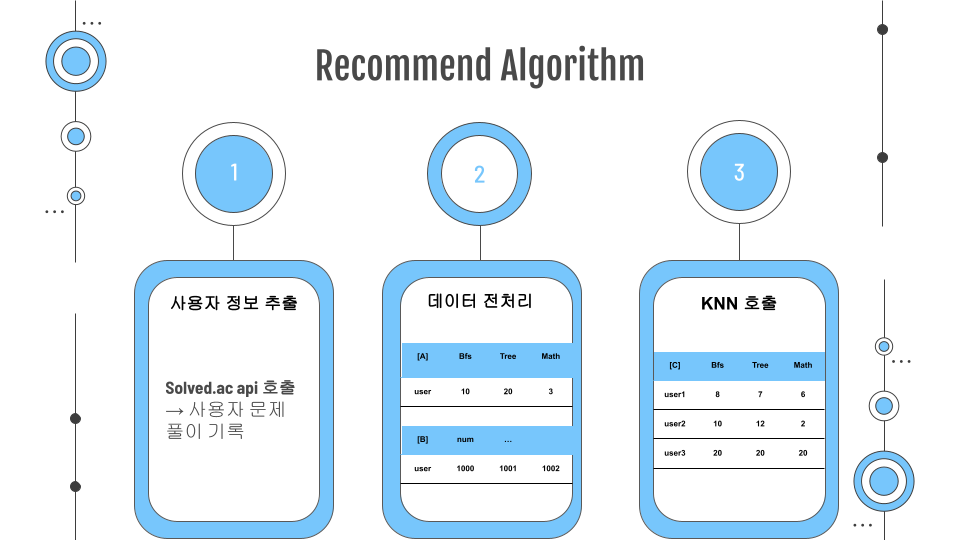 Recommend Algorithm
1
2
3
사용자 정보 추출
Solved.ac api 호출
→ 사용자 문제
풀이 기록
데이터 전처리
[A] Bfs Tree Math
user 10 20 3
[B] num ...
user 1000 1001 1002
KNN 호출
[C] Bfs Tree Math
user1 8 7 6
user2 10 12 2
user3 20 20 20